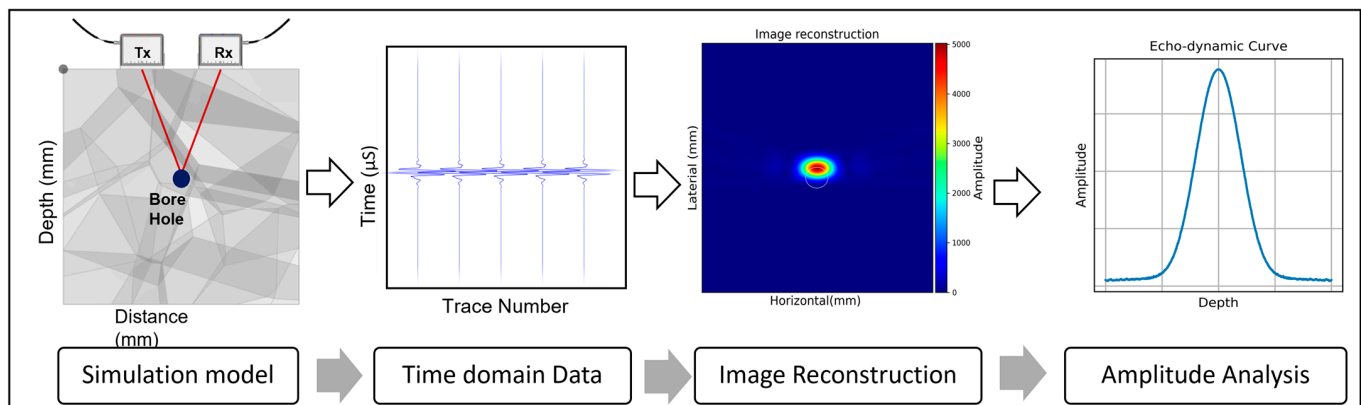 Tx
Rx
Depth (mm)
Bore
Hole
Distance
(mm)
Time (µS)
Trace Number
Image reconstruction
Laterial (mm)
Horizontal(mm)
5000
4000
3000
2000
1000
0
Amplitude
Echo-dynamic Curve
Amplitude
Depth
Simulation model
Time domain Data
Image Reconstruction
Amplitude Analysis